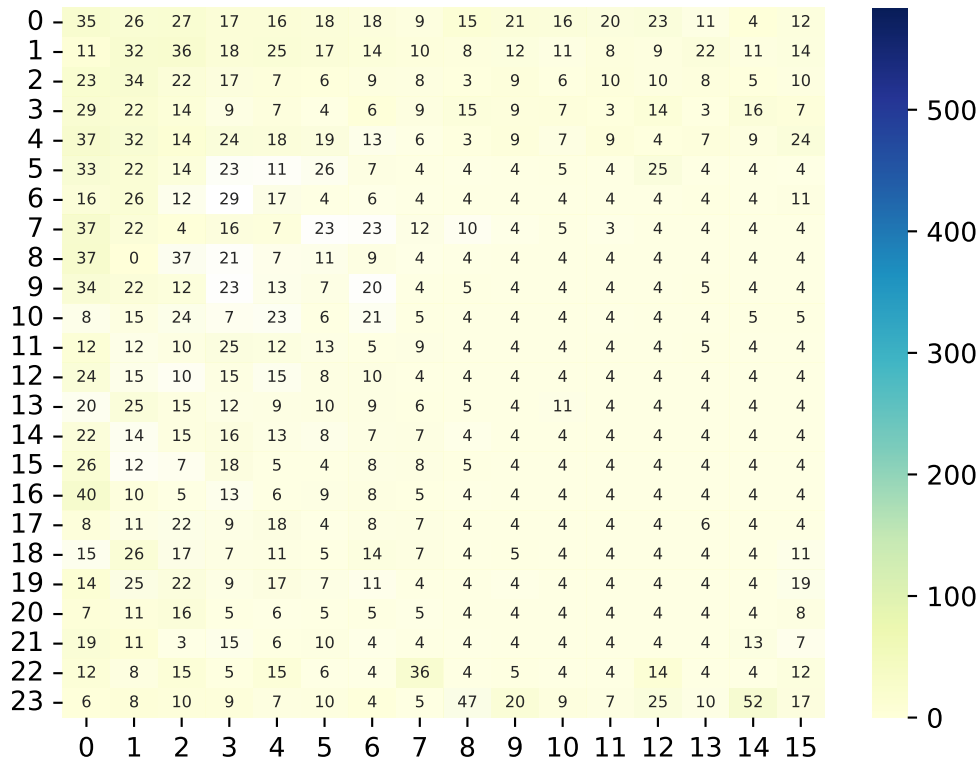 0 35 26 27 17 16 18 18 9 15 21 16 20 23 11 4 12
1 11 32 36 18 25 17 14 10 8 12 11 8 9 22 11 14
2 23 34 22 17 7 6 9 8 3 9 6 10 10 8 5 10
3 29 22 14 9 7 4 6 9 15 9 7 3 14 3 16 7
4 37 32 14 24 18 19 13 6 3 9 7 9 4 7 9 24
5 33 22 14 23 11 26 7 4 4 4 5 4 25 4 4 4
6 16 26 12 29 17 4 6 4 4 4 4 4 4 4 4 11
7 37 22 4 16 7 23 23 12 10 4 5 3 4 4 4 4
8 37 0 37 21 7 11 9 4 4 4 4 4 4 4 4 4
9 34 22 12 23 13 7 20 4 5 4 4 4 4 5 4 4
10 8 15 24 7 23 6 21 5 4 4 4 4 4 4 5 5
11 12 12 10 25 12 13 5 9 4 4 4 4 4 5 4 4
12 24 15 10 15 15 8 10 4 4 4 4 4 4 4 4 4
13 20 25 15 12 9 10 9 6 5 4 11 4 4 4 4 4
14 22 14 15 16 13 8 7 7 4 4 4 4 4 4 4 4
15 26 12 7 18 5 4 8 8 5 4 4 4 4 4 4 4
16 40 10 5 13 6 9 8 5 4 4 4 4 4 4 4 4
17 8 11 22 9 18 4 8 7 4 4 4 4 4 6 4 4
18 15 26 17 7 11 5 14 7 4 5 4 4 4 4 4 11
19 14 25 22 9 17 7 11 4 4 4 4 4 4 4 4 19
20 7 11 16 5 6 5 5 5 4 4 4 4 4 4 4 8
21 19 11 3 15 6 10 4 4 4 4 4 4 4 4 13 7
22 12 8 15 5 15 6 4 36 4 5 4 4 14 4 4 12
23 6 8 10 9 7 10 4 5 47 20 9 7 25 10 52 17
0 1 2 3 4 5 6 7 8 9 10 11 12 13 14 15
500
400
300
200
100
0